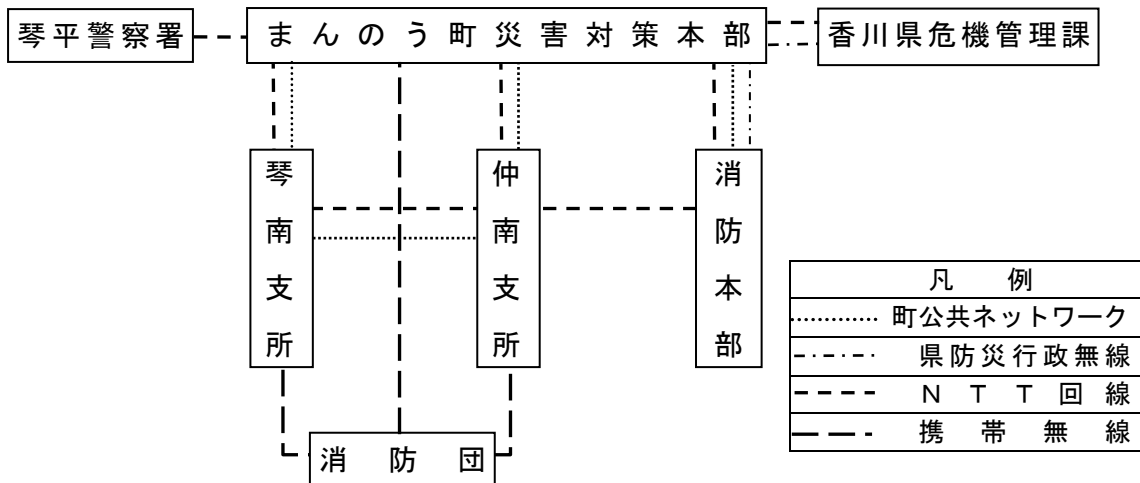 琴平警察署
まんのう町災害対策本部
香川県危機管理課
琴南支所
仲南支所
消防本部
消防団
凡例
町公共ネットワーク
県防災行政無線
NTT回線
携帯無線